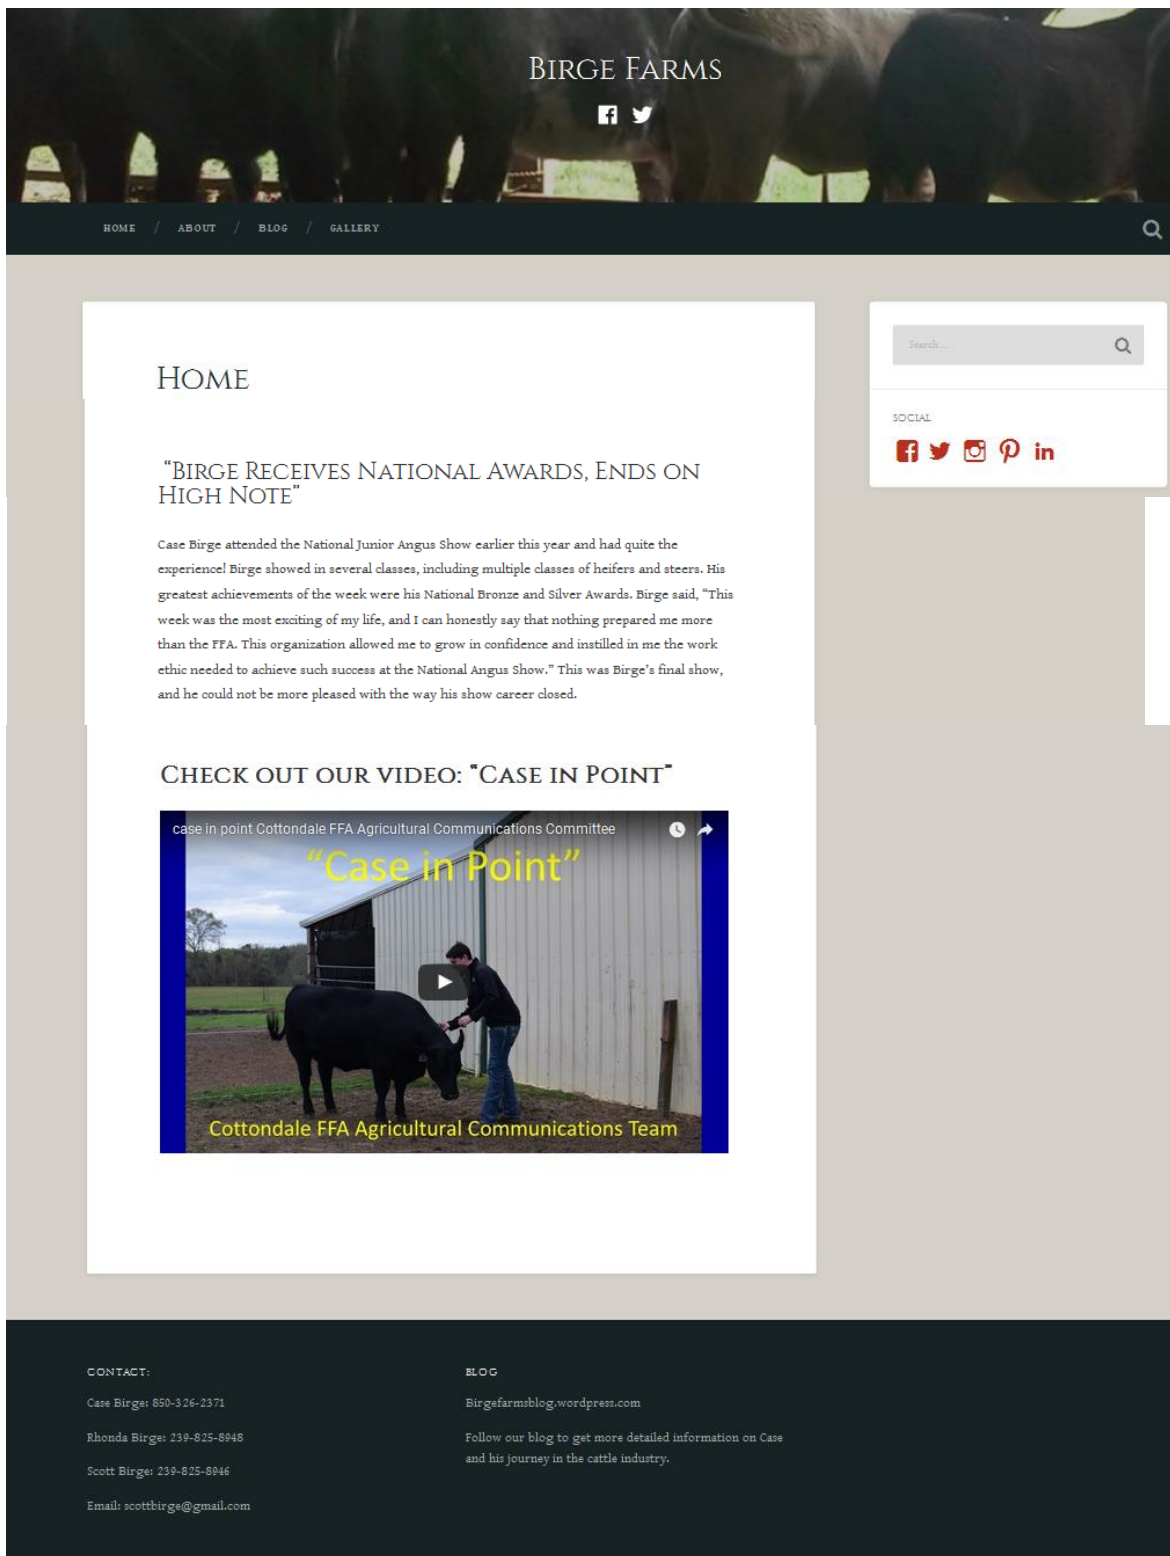 Birge Farms
HOME / ABOUT / BLOG / GALLERY
Search ...
SOCIAL
Home
“Birge Receives National Awards, Ends on
High Note”
Case Birge attended the National Junior Angus Show earlier this year and had quite the
experience! Birge showed in several classes, including multiple classes of heifers and steers. His
greatest achievements of the week were his National Bronze and Silver Awards. Birge said, “This
week was the most exciting of my life, and I can honestly say that nothing prepared me more
than the FFA. This organization allowed me to grow in confidence and instilled in me the work
ethic needed to achieve such success at the National Angus Show.” This was Birge’s final show,
and he could not be more pleased with the way his show career closed.
Check out our video: “Case in Point”
case in point Cottondale FFA Agricultural Communications Committee
“Case in Point”
Cottondale FFA Agricultural Communications Team
CONTACT:
Case Birge: 850-326-2371
Rhonda Birge: 239-825-8948
Scott Birge: 239-825-8946
Email: scottbirge@gmail.com
BLOG
Birgefarmsblog.wordpress.com
Follow our blog to get more detailed information on Case
and his journey in the cattle industry.